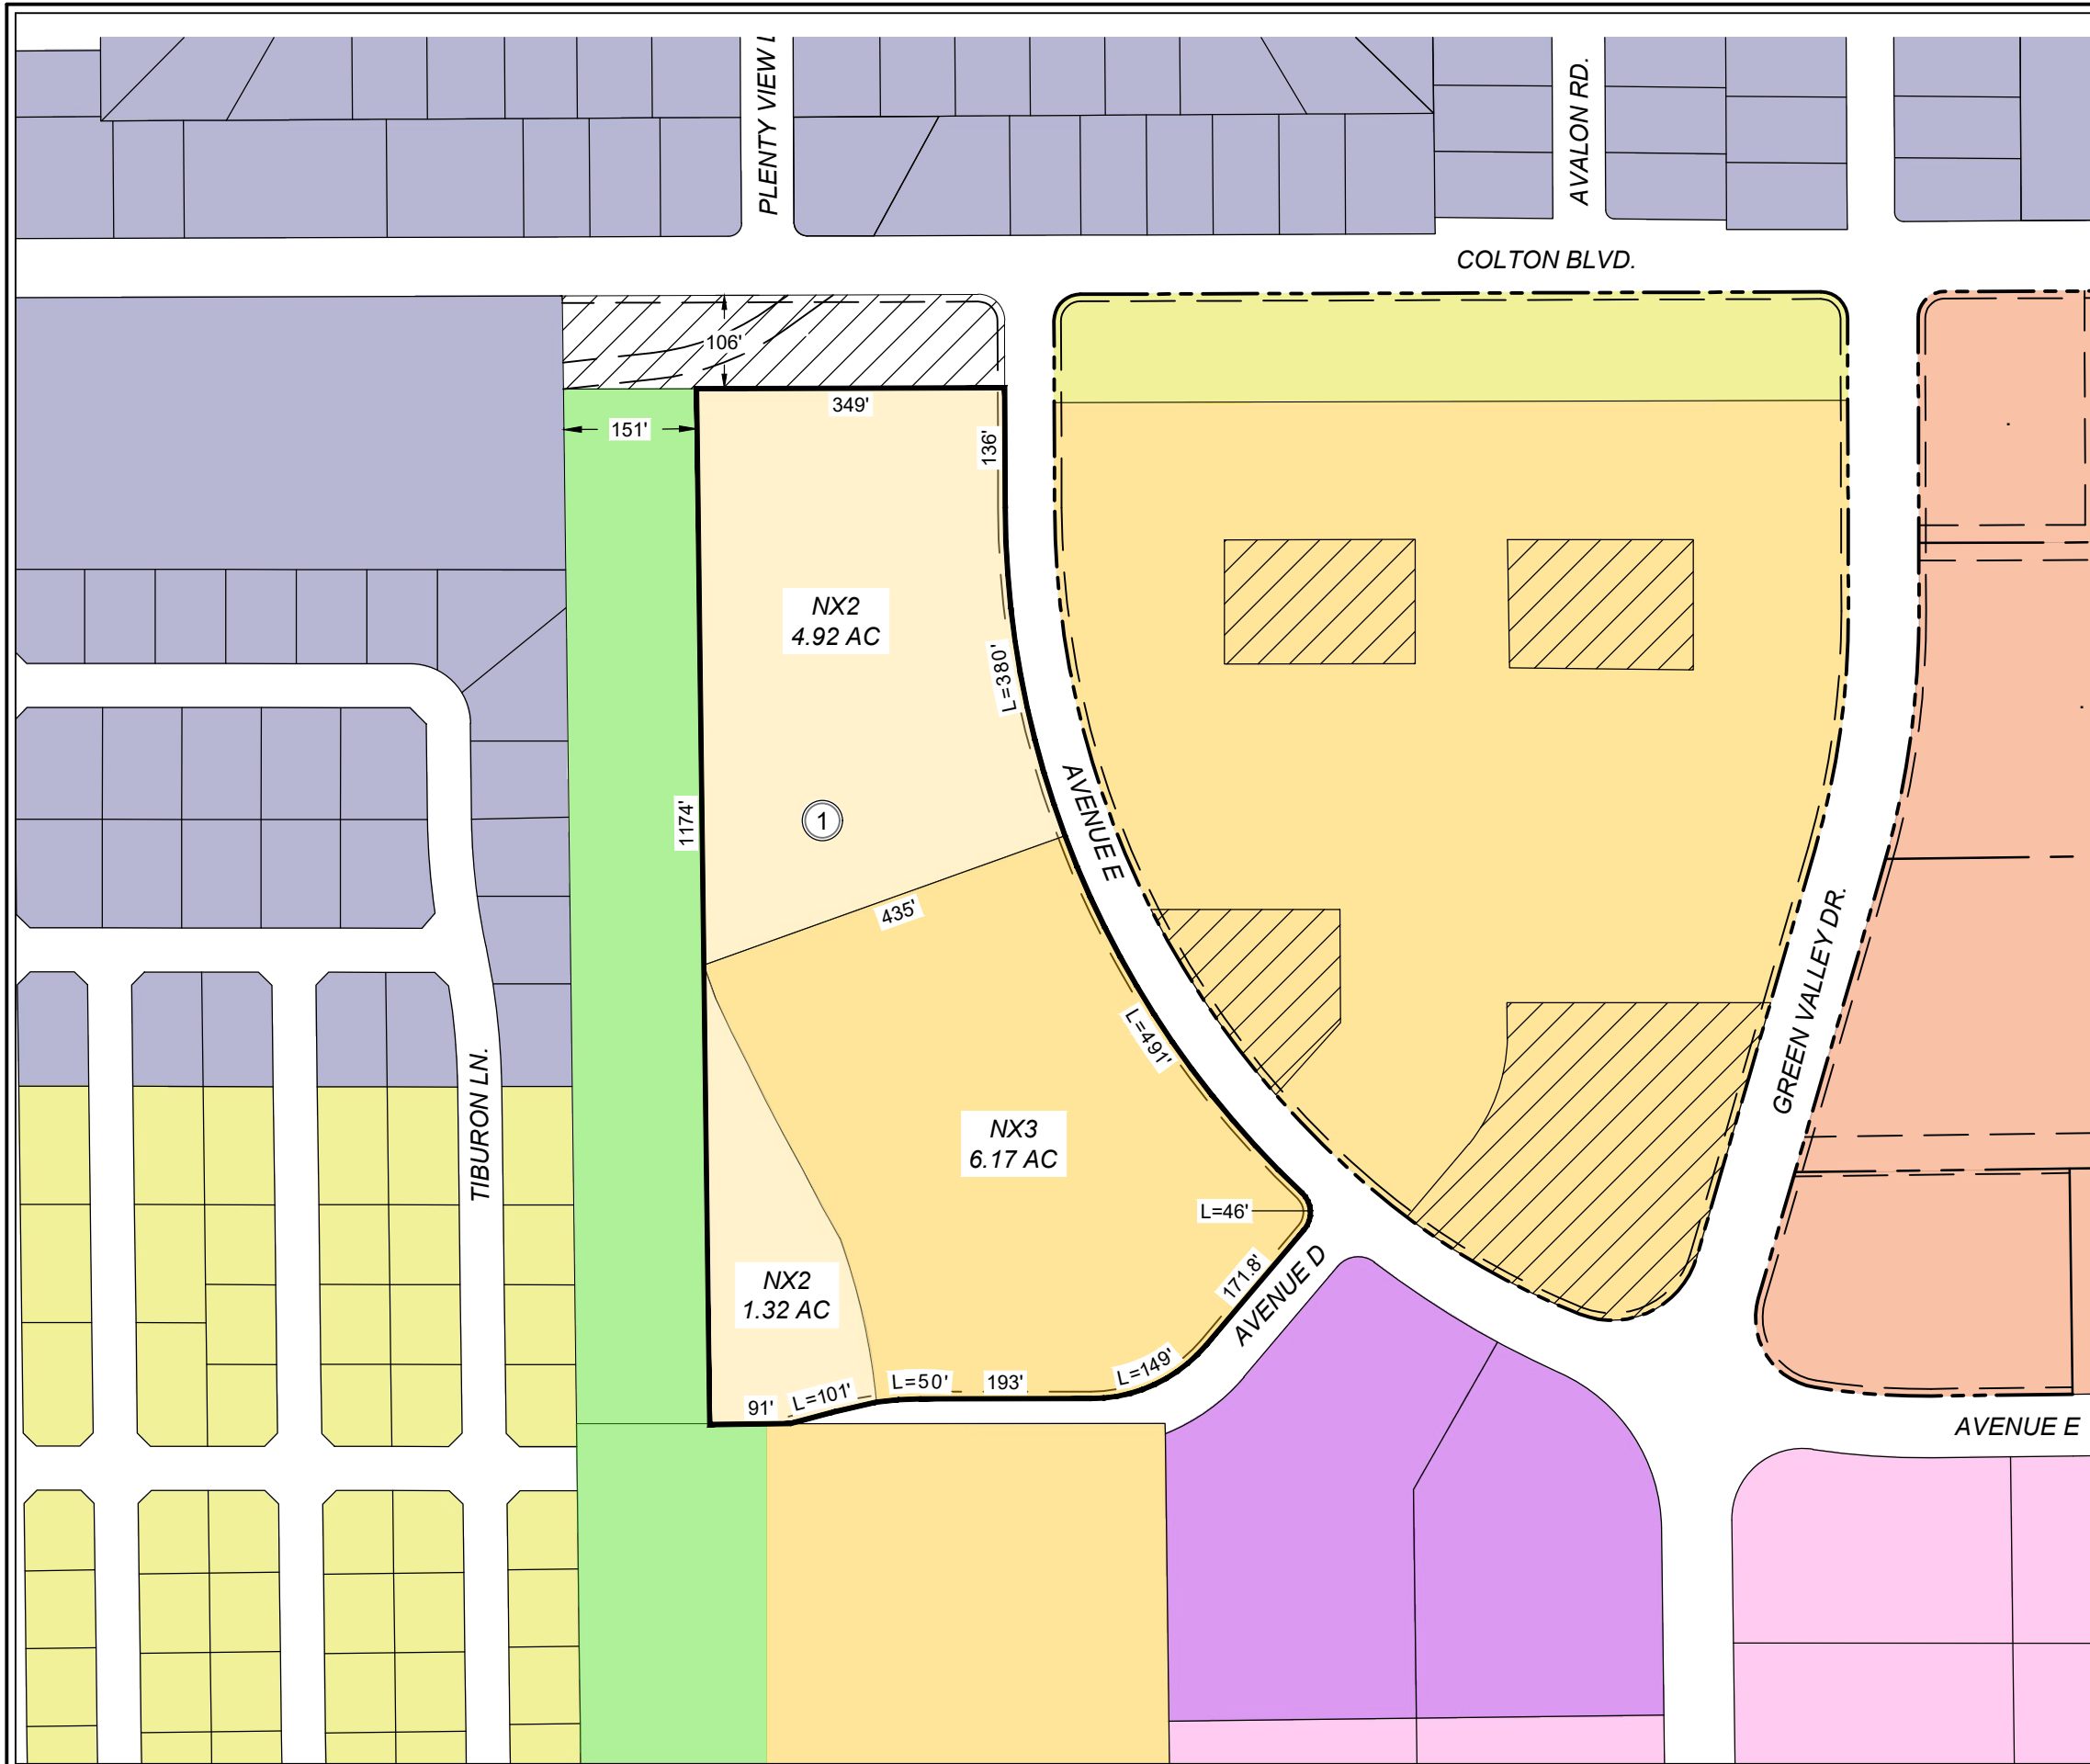 PLENTY VIEW L
AVALON RD.
COLTON BLVD.
106'
349'
151'
136'
NX2
4.92 AC
L=380'
1174'
1
AVENUE E
435'
GREEN VALLEY DR.
L=491'
TIBURON LN.
NX3
6.17 AC
L=46'
171.8'
AVENUE D
NX2
1.32 AC
L=149'
L=50'
193'
L=101'
91'
AVENUE E